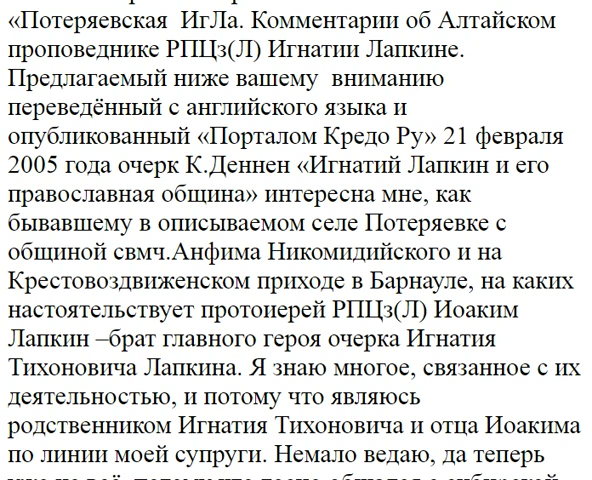 «Потеряевская ИгЛа. Комментарии об Алтайском
проповеднике РПЦз(Л) Игнатии Лапкине.
Предлагаемый ниже вашему вниманию
переведённый с английского языка и
опубликованный «Порталом Кредо Ру» 21 февраля
2005 года очерк К.Деннен «Игнатий Лапкин и его
православная община» интересна мне, как
бывавшему в описываемом селе Потеряевке с
общиной свмч.Анфима Никомидийского и на
Крестовоздвиженском приходе в Барнауле, на каких
настоятельствует протоиерей РПЦз(Л) Иоаким
Лапкин –брат главного героя очерка Игнатия
Тихоновича Лапкина. Я знаю многое, связанное с их
деятельностью, и потому что являюсь
родственником Игнатия Тихоновича и отца Иоакима
по линии моей супруги. Немало ведаю, да теперь